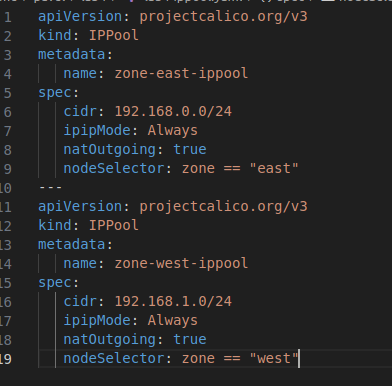 1 apiVersion: projectcalico.org/v3
2 kind: IPPool
3 metadata:
4   name: zone-east-ippool
5 spec:
6   cidr: 192.168.0.0/24
7   ipipMode: Always
8   natOutgoing: true
9   nodeSelector: zone == "east"
10 ---
11 apiVersion: projectcalico.org/v3
12 kind: IPPool
13 metadata:
14   name: zone-west-ippool
15 spec:
16   cidr: 192.168.1.0/24
17   ipipMode: Always
18   natOutgoing: true
19   nodeSelector: zone == "west"